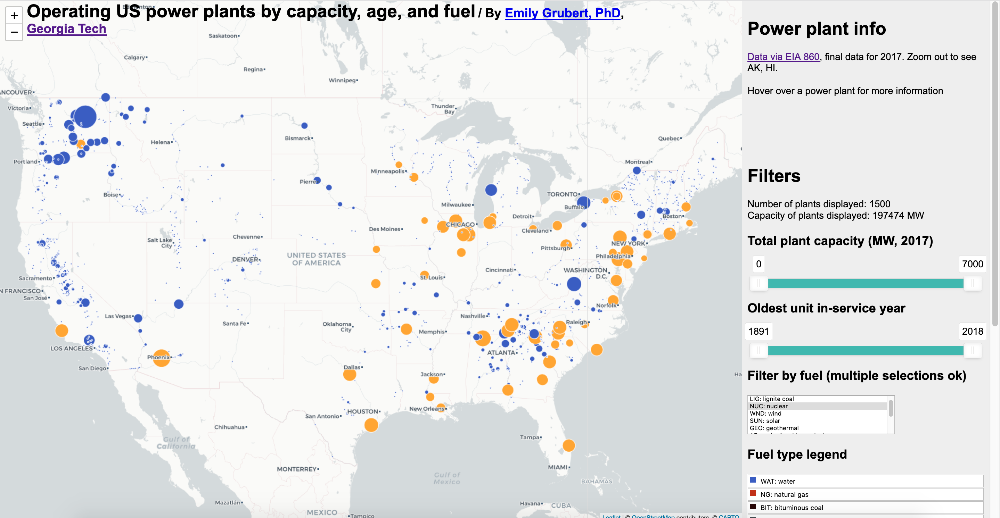 +
−
Operating US power plants by capacity, age, and fuel / By Emily Grubert, PhD,
Georgia Tech
Edmonton
Saskatoon
Calgary
Regina
Winnipeg
Victoria
Thunder
Bay
Seattle
Quebec
Bismarck
Helena
Montreal
Portland
Minneapolis
Pierre
TORONTO
Boise
Milwaukee
Buffalo
Detroit
Boston
CHICAGO
Des Moines
Cleveland
Salt Lake
City
Cheyenne
NEW YORK
Pittsburgh
UNITED STATES
OF AMERICA
DENVER
Philadelphia
Cincinnati
WASHINGTON
D.C.
Sacramento
St. Louis
N FRANCISCO
San José
Norfolk
Las Vegas
Nashville
Santa Fe
Oklahoma
City
Raleigh
Memphis
LOS ANGELES
Phoenix
ATLANTA
San Diego
Dallas
Jackson
Ha
HOUSTON
New Orleans
San Antonio
Chihuahua
Tampa
Gulf of
California
MIAMI
MONTERREY
Gulf of
Mexico
BAHAMAS
Mazatlán
Havana
CUBA
MEXICO
Tampico
Leaflet | © OpenStreetMap contributors, © CARTO
Power plant info
Data via EIA 860, final data for 2017. Zoom out to see
AK, HI.
Hover over a power plant for more information
Filters
Number of plants displayed: 1500
Capacity of plants displayed: 197474 MW
Total plant capacity (MW, 2017)
0
7000
Oldest unit in-service year
1891
2018
Filter by fuel (multiple selections ok)
LIG: lignite coal
NUC: nuclear
WND: wind
SUN: solar
GEO: geothermal
Fuel type legend
WAT: water
NG: natural gas
BIT: bituminous coal